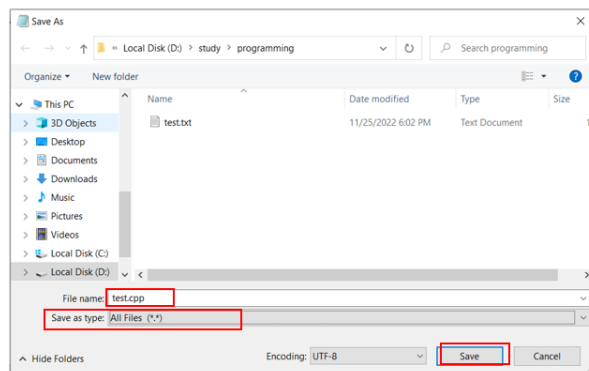 Save As
« Local Disk (D:) > study > programming
Search programming
Organize
New folder
Name
Date modified
Type
Size
This PC
3D Objects
Desktop
Documents
Downloads
Music
Pictures
Videos
Local Disk (C:)
Local Disk (D:)
test.txt
11/25/2022 6:02 PM
Text Document
1
File name: test.cpp
Save as type: All Files (*.*)
Hide Folders
Encoding: UTF-8
Save
Cancel